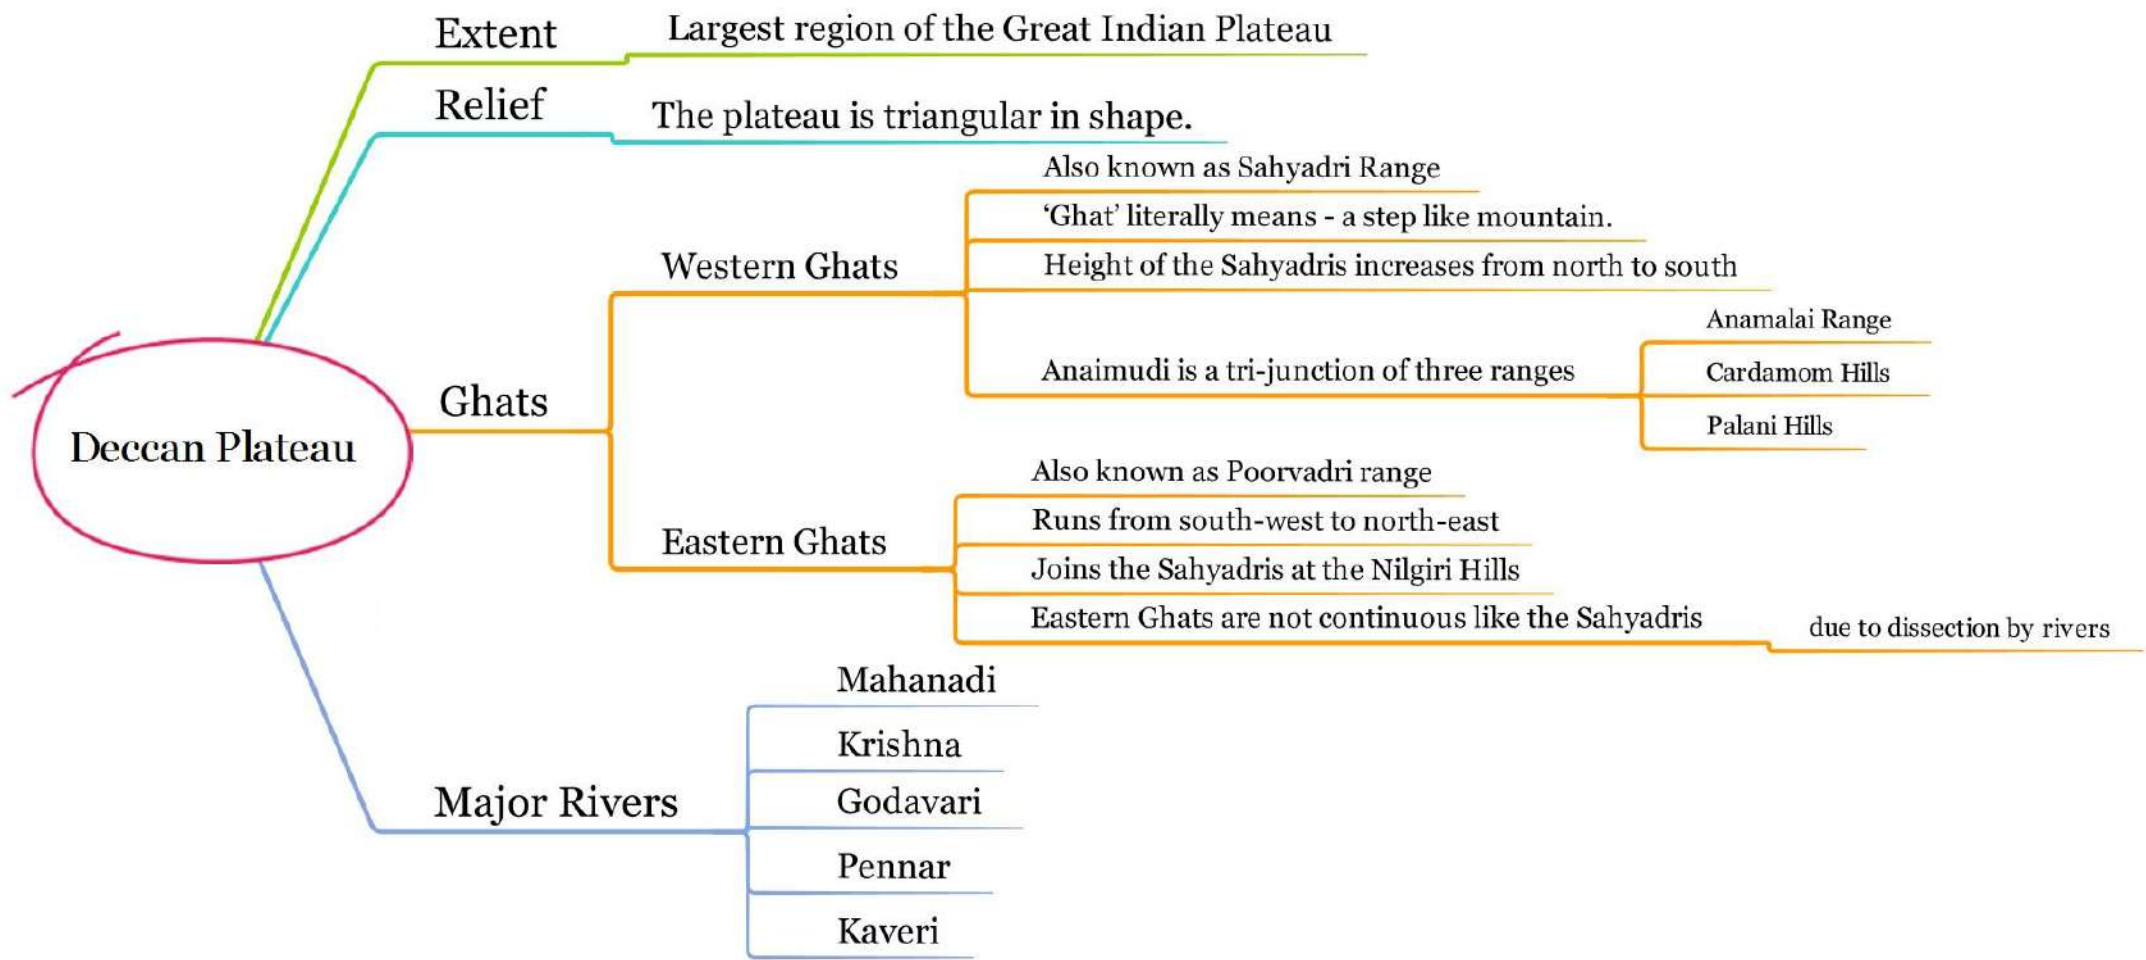 Extent
Largest region of the Great Indian Plateau
Relief
The plateau is triangular in shape.
Also known as Sahyadri Range
‘Ghat’ literally means - a step like mountain.
Western Ghats
Height of the Sahyadris increases from north to south
Anaimudi is a tri-junction of three ranges
Anamalai Range
Cardamom Hills
Palani Hills
Ghats
Deccan Plateau
Also known as Poorvadri range
Runs from south-west to north-east
Eastern Ghats
Joins the Sahyadris at the Nilgiri Hills
Eastern Ghats are not continuous like the Sahyadris
due to dissection by rivers
Mahanadi
Krishna
Major Rivers
Godavari
Pennar
Kaveri